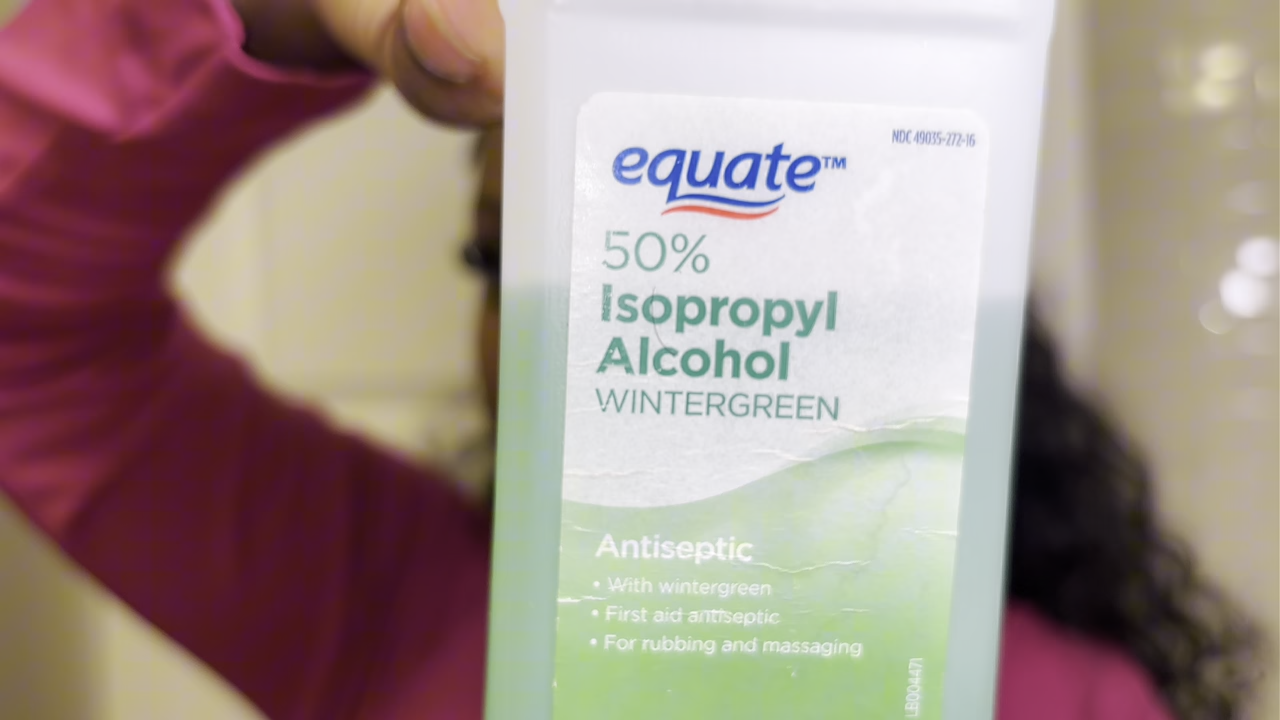 equate™
NDC 49035-272-16
50%
Isopropyl
Alcohol
WINTERGREEN
Antiseptic
• With wintergreen
• First aid antiseptic
• For rubbing and massaging
LB004471